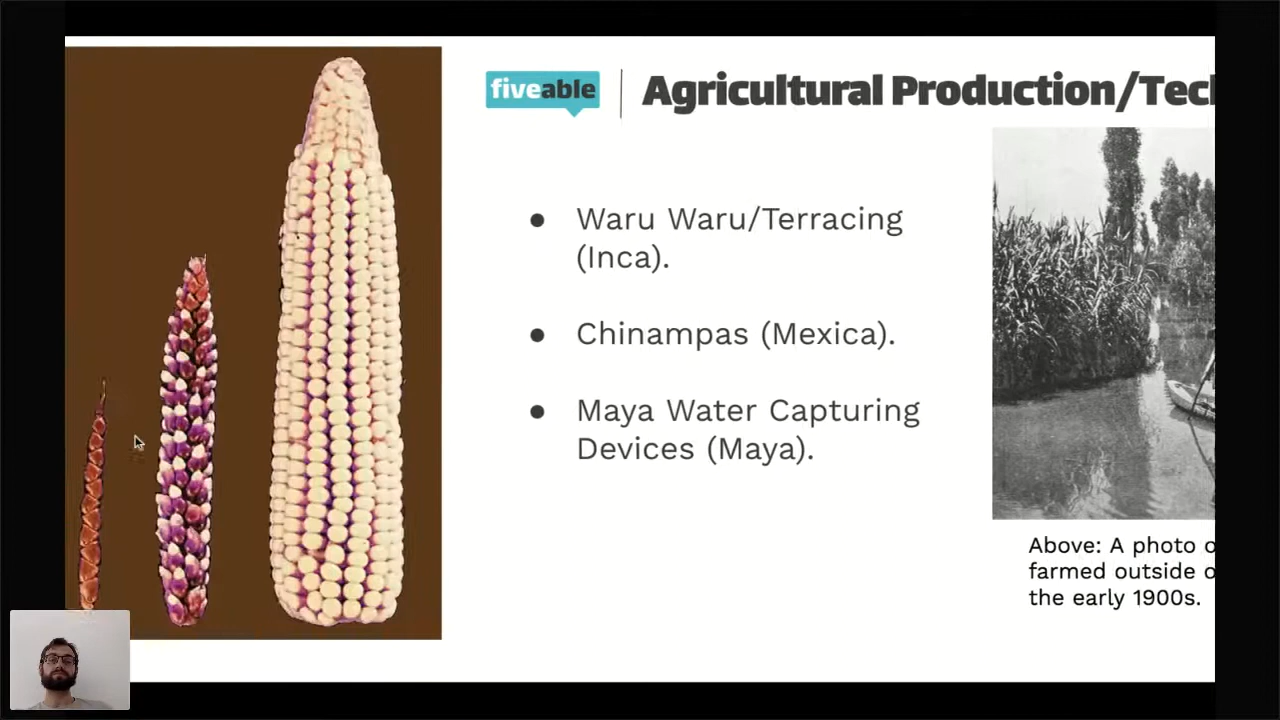 fiveable
Agricultural Production/Tec
● Waru Waru/Terracing
(Inca).
● Chinampas (Mexica).
● Maya Water Capturing
Devices (Maya).
Above: A photo o
farmed outside o
the early 1900s.